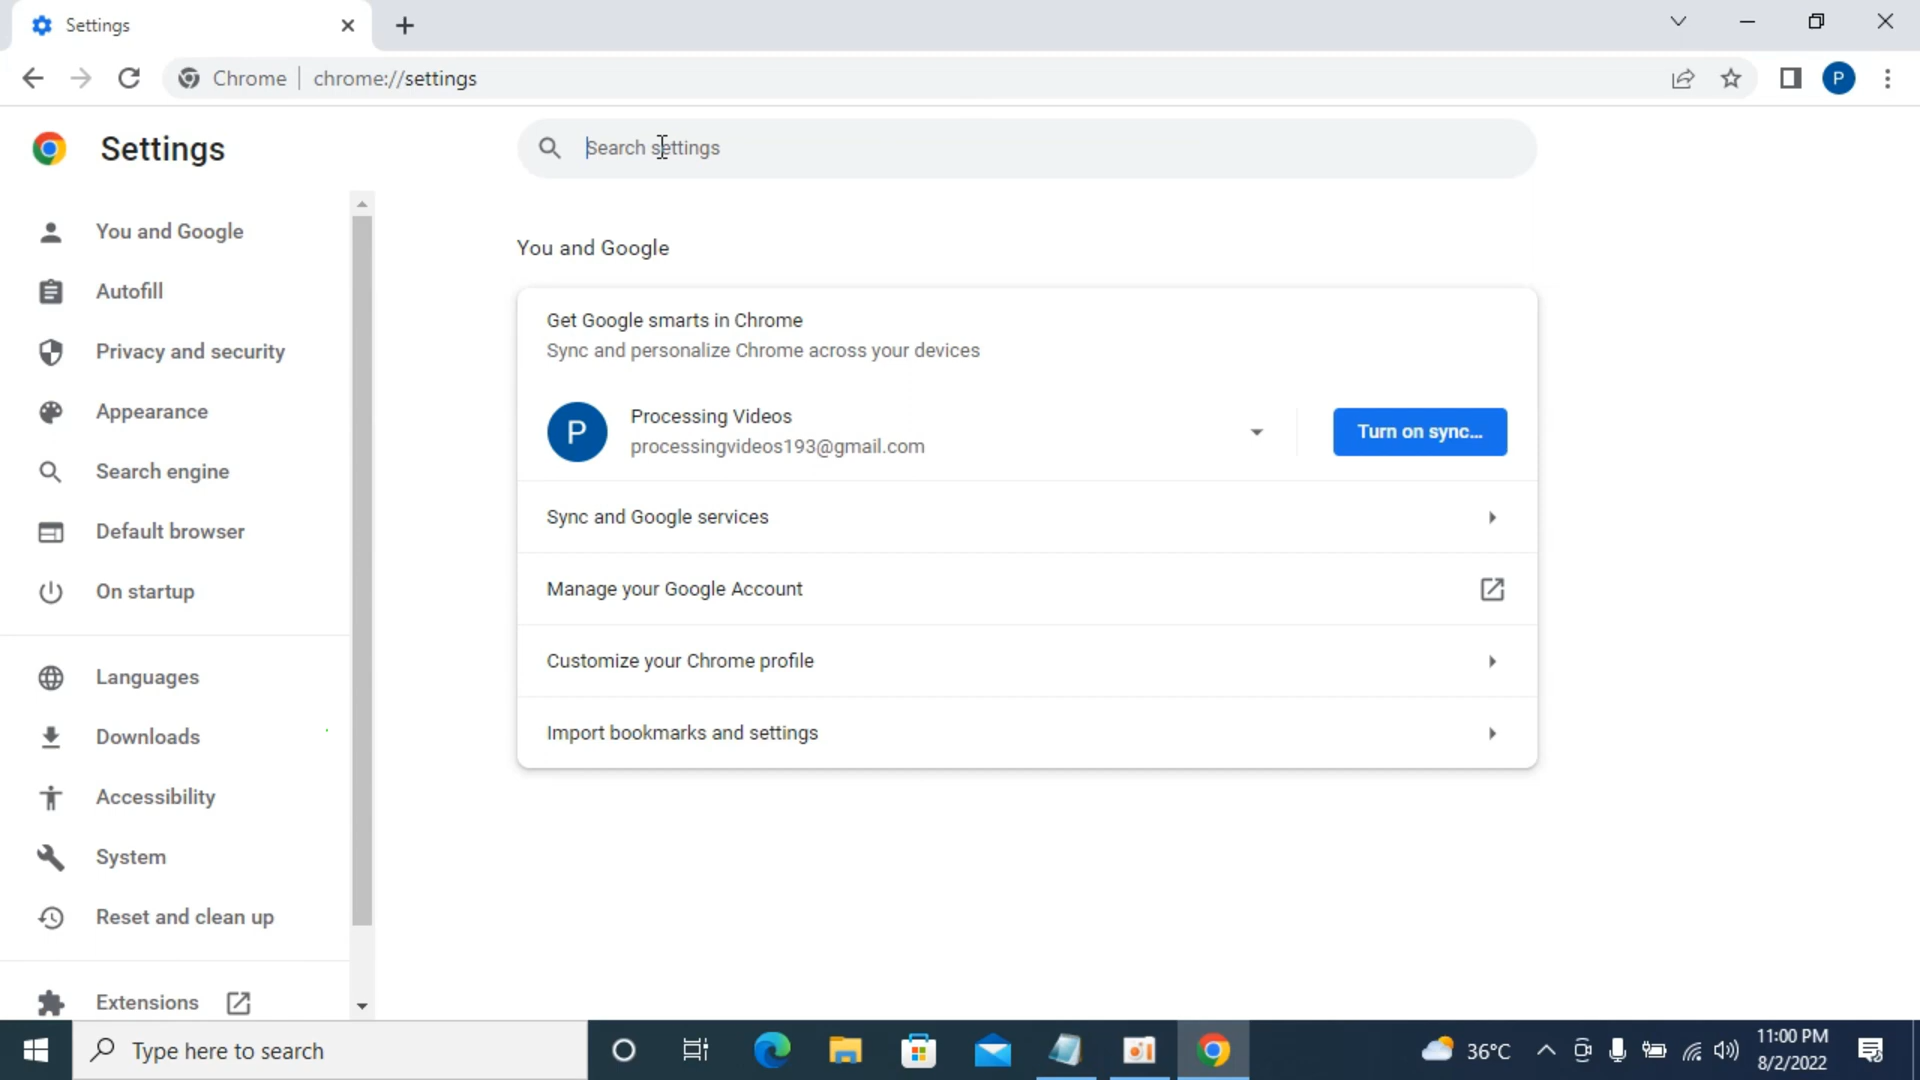 Settings
Chrome
chrome://settings
P
Settings
Search settings
You and Google
Autofill
Privacy and security
Appearance
Search engine
Default browser
On startup
Languages
Downloads
Accessibility
System
Reset and clean up
Extensions
You and Google
Get Google smarts in Chrome
Sync and personalize Chrome across your devices
P
Processing Videos
processingvideos193@gmail.com
Turn on sync...
Sync and Google services
Manage your Google Account
Customize your Chrome profile
Import bookmarks and settings
Type here to search
36°C
11:00 PM
8/2/2022